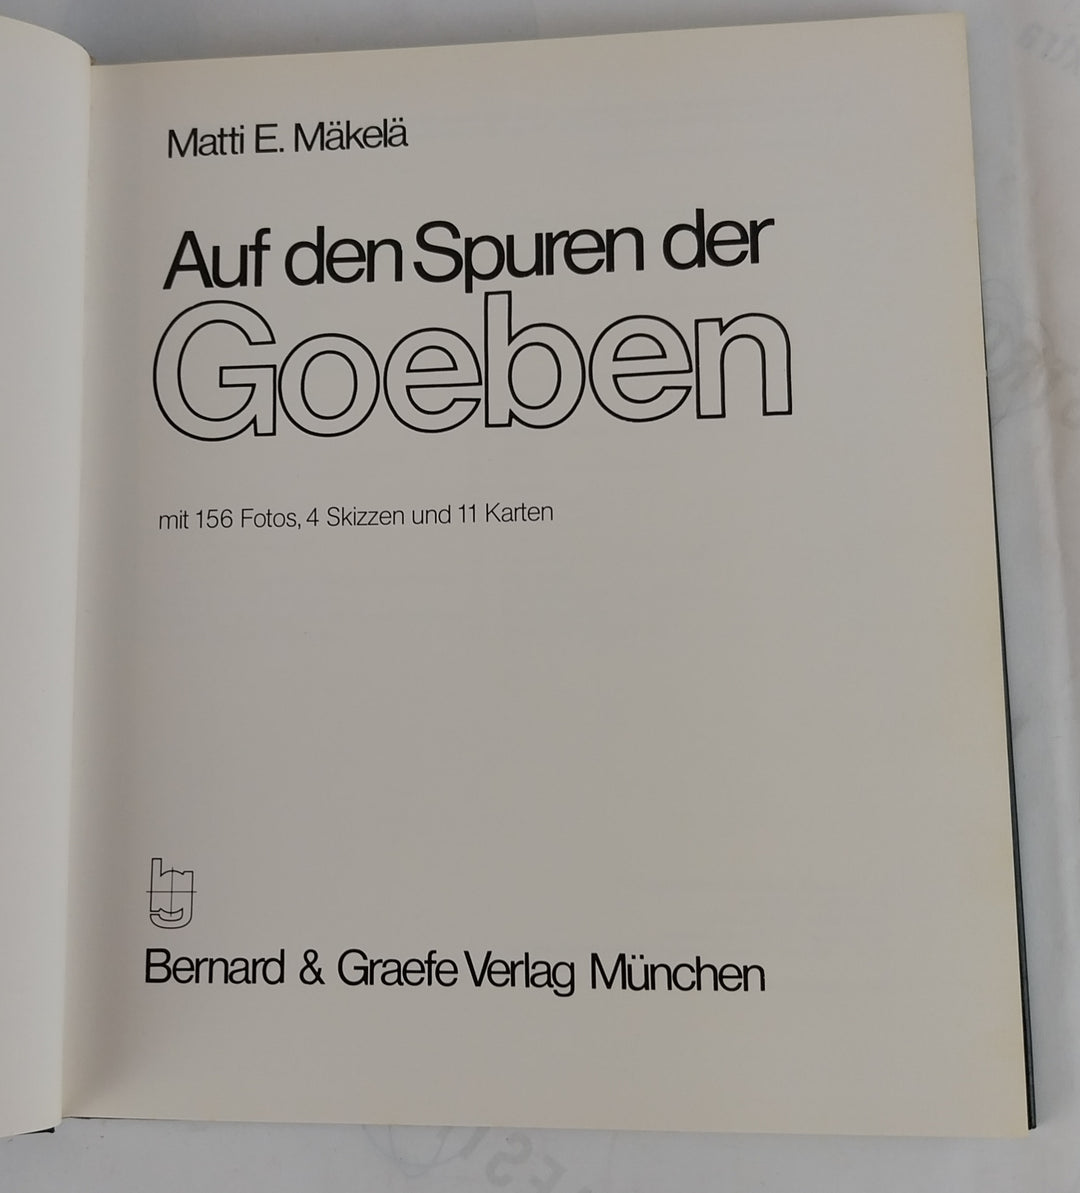 Matti E. Mäkelä
Auf den Spuren der
Goeben
mit 156 Fotos, 4 Skizzen und 11 Karten
bg
Bernard & Graefe Verlag München